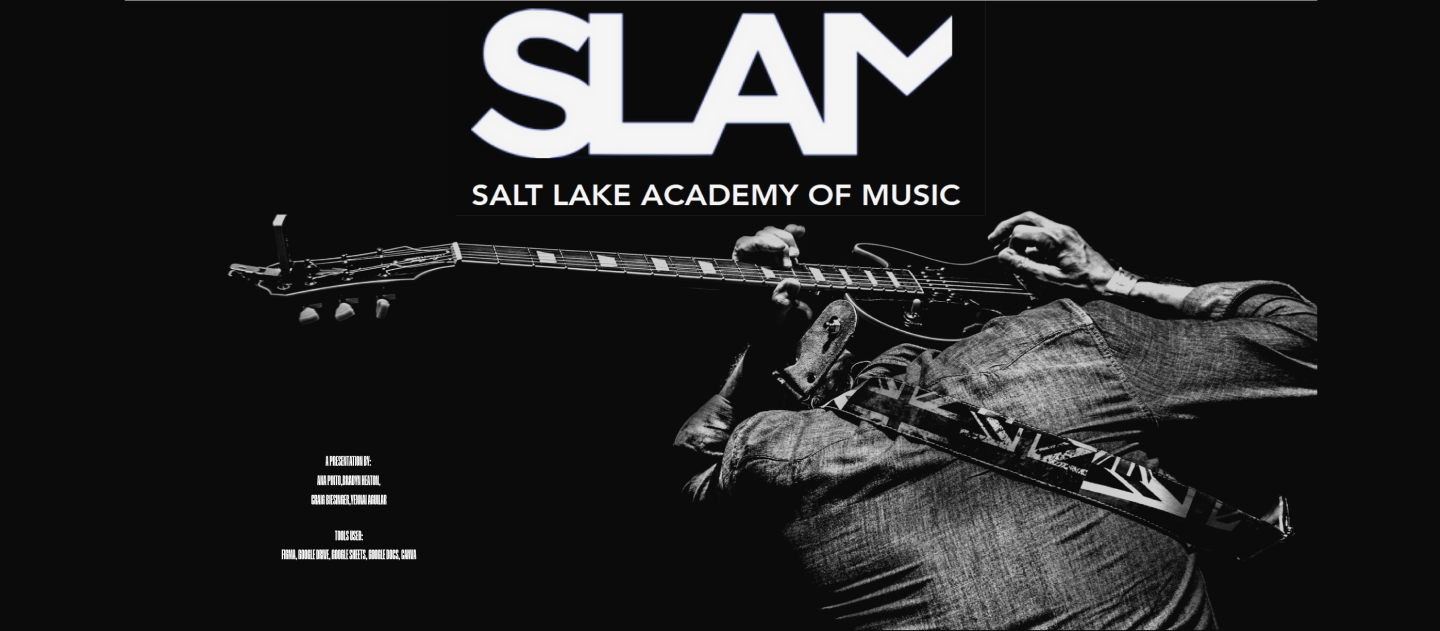 SLAM
SALT LAKE ACADEMY OF MUSIC
A PRESENTATION BY:
ANA PINTO, BRADYN HEATON,
CRAIG BIESINGER, YENNAI AGUILAR
TOOLS USED:
FIGMA, GOOGLE DRIVE, GOOGLE SHEETS, GOOGLE DOCS, CANVA